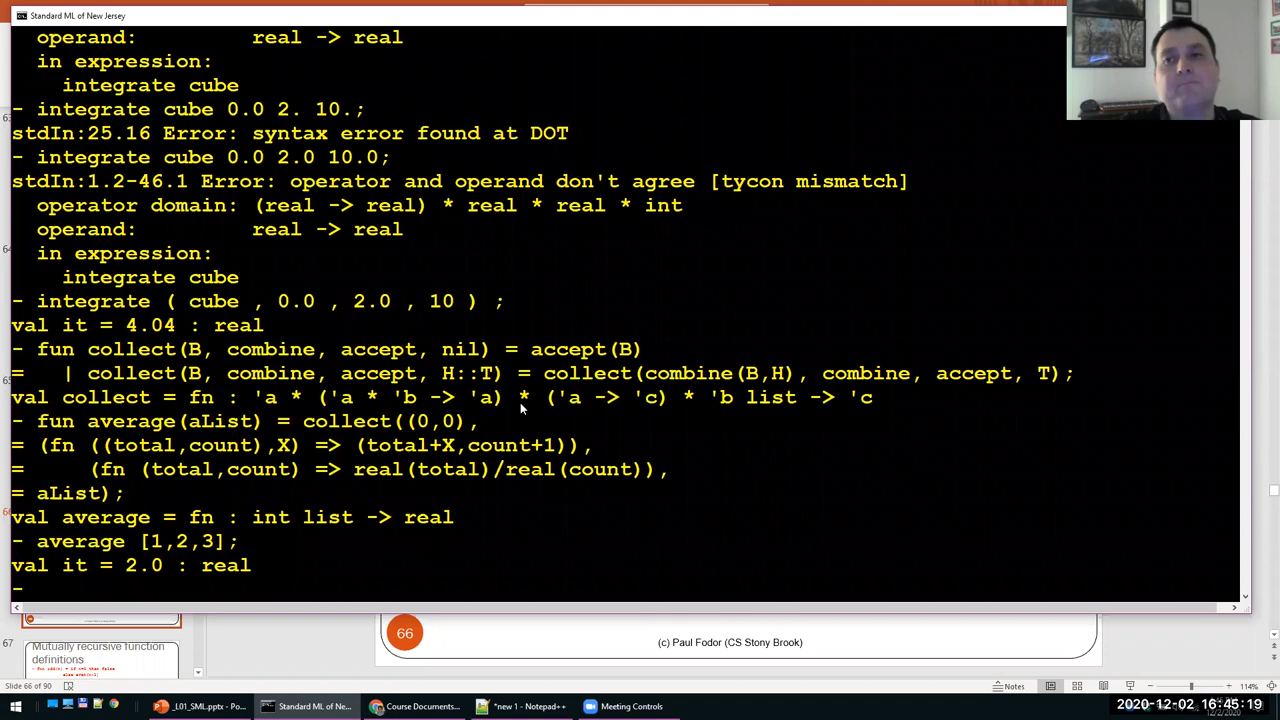 Standard ML of New Jersey
operand: real -> real
in expression:
integrate cube
- integrate cube 0.0 2. 10.;
stdIn:25.16 Error: syntax error found at DOT
- integrate cube 0.0 2.0 10.0;
stdIn:1.2-46.1 Error: operator and operand don't agree [tycon mismatch]
operator domain: (real -> real) * real * real * int
operand: real -> real
in expression:
integrate cube
- integrate ( cube , 0.0 , 2.0 , 10 ) ;
val it = 4.04 : real
- fun collect(B, combine, accept, nil) = accept(B)
= | collect(B, combine, accept, H::T) = collect(combine(B,H), combine, accept, T);
val collect = fn : 'a * ('a * 'b -> 'a) * ('a -> 'c) * 'b list -> 'c
- fun average(aList) = collect((0,0),
= (fn ((total,count),X) => (total+X,count+1)),
= (fn (total,count) => real(total)/real(count)),
= aList);
val average = fn : int list -> real
- average [1,2,3];
val it = 2.0 : real
-
66
(c) Paul Fodor (CS Stony Brook)
67
Mutually recursive function
definitions
Slide 66 of 90
Notes
114%
_L01_SML.pptx - Po...
Standard ML of Ne...
Course Documents...
*new 1 - Notepad++
Meeting Controls
2020-12-02 16:45:19